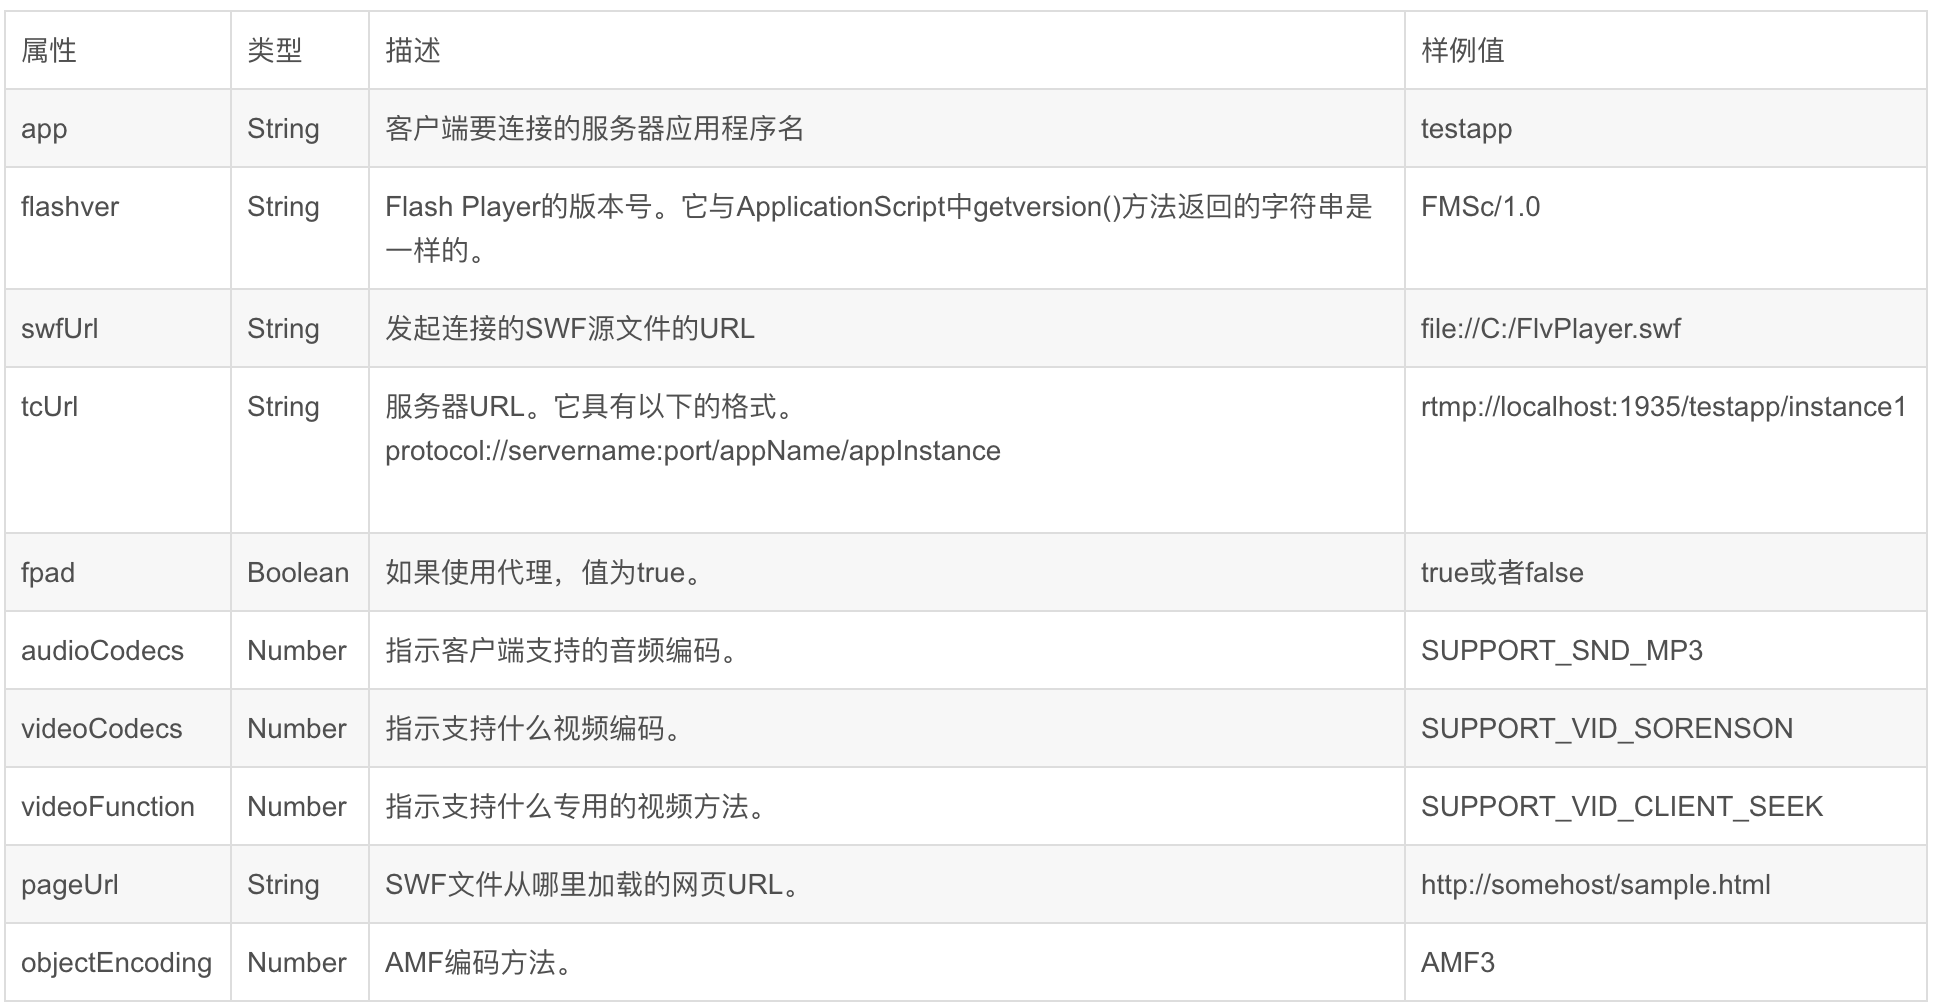 属性 类型 描述 样例值
app String 客户端要连接的服务器应用程序名 testapp
flashver String Flash Player的版本号。它与ApplicationScript中getversion()方法返回的字符串是 FMSc/1.0
一样的。
swfUrl String 发起连接的SWF源文件的URL file://C:/FlvPlayer.swf
tcUrl String 服务器URL。它具有以下的格式。 rtmp://localhost:1935/testapp/instance1
protocol://servername:port/appName/appInstance
fpad Boolean 如果使用代理，值为true。 true或者false
audioCodecs Number 指示客户端支持的音频编码。 SUPPORT_SND_MP3
videoCodecs Number 指示支持什么视频编码。 SUPPORT_VID_SORENSON
videoFunction Number 指示支持什么专用的视频方法。 SUPPORT_VID_CLIENT_SEEK
pageUrl String SWF文件从哪里加载的网页URL。 http://somehost/sample.html
objectEncoding Number AMF编码方法。 AMF3